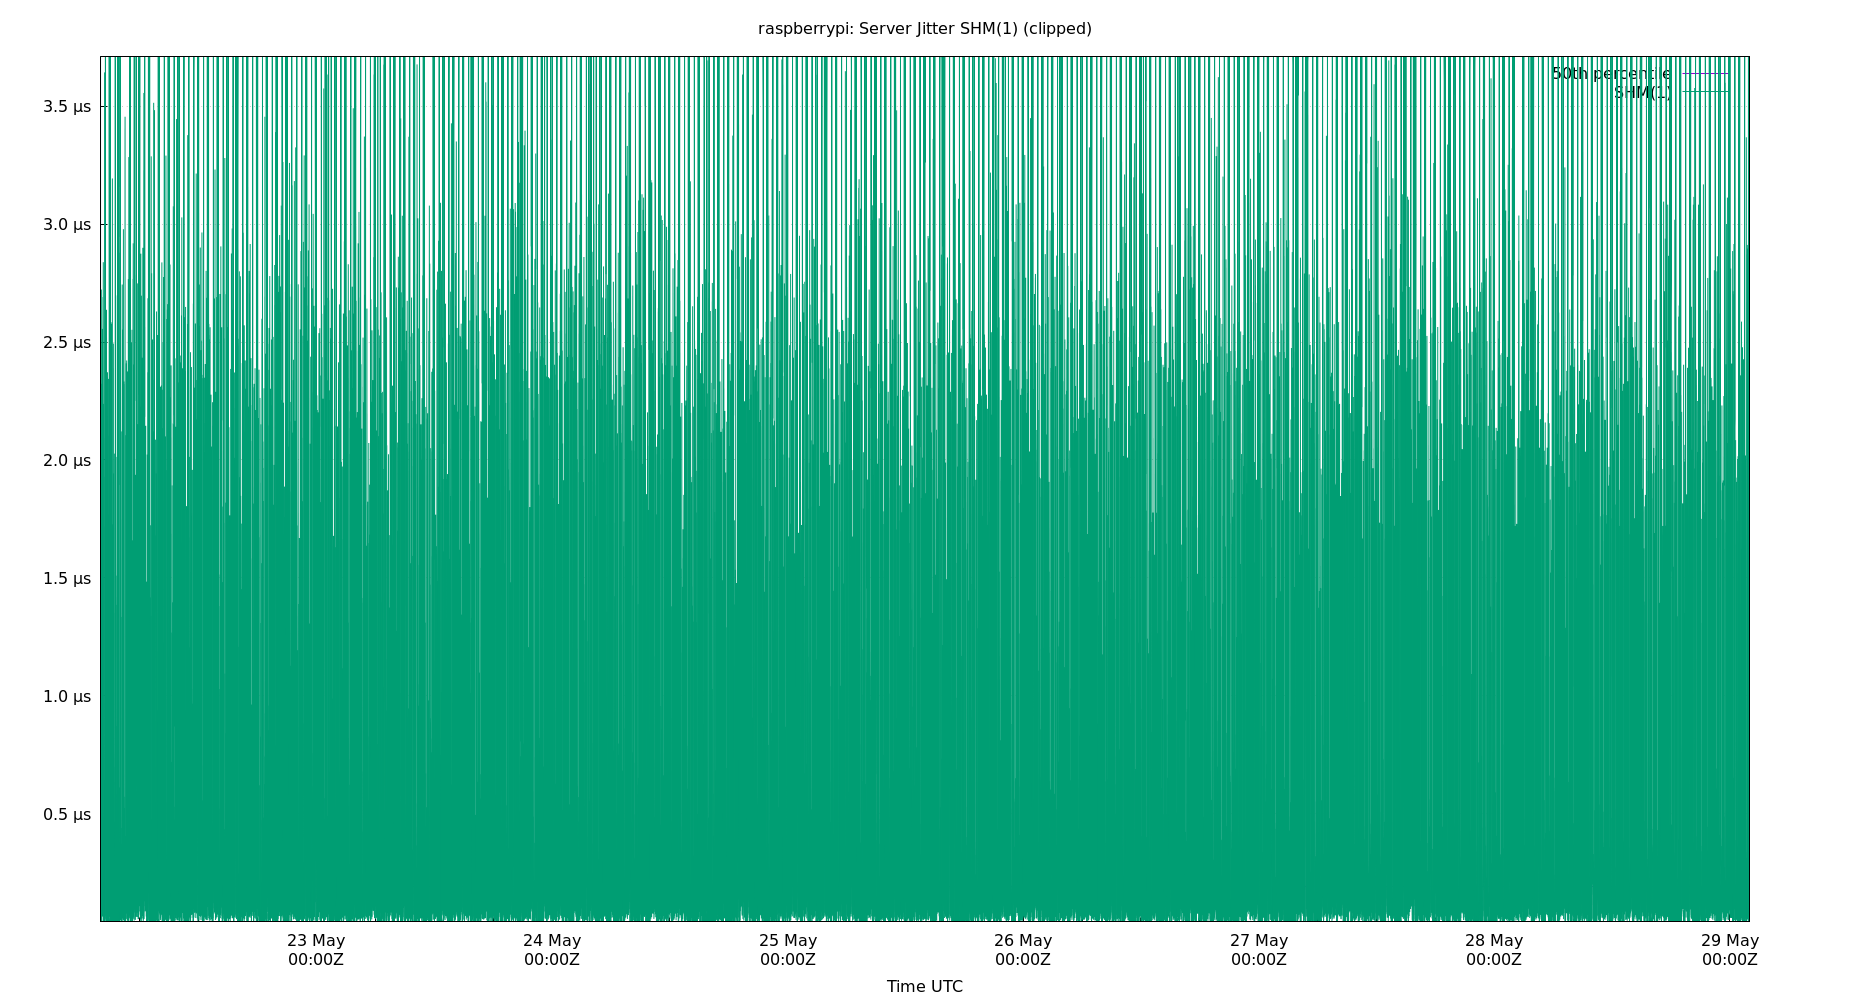 raspberrypi: Server Jitter SHM(1) (clipped)
50th percentile
SHM(1)
3.5 µs
3.0 µs
2.5 µs
2.0 µs
1.5 µs
1.0 µs
0.5 µs
23 May 24 May 25 May 26 May 27 May 28 May 29 May
00:00Z 00:00Z 00:00Z 00:00Z 00:00Z 00:00Z 00:00Z
Time UTC